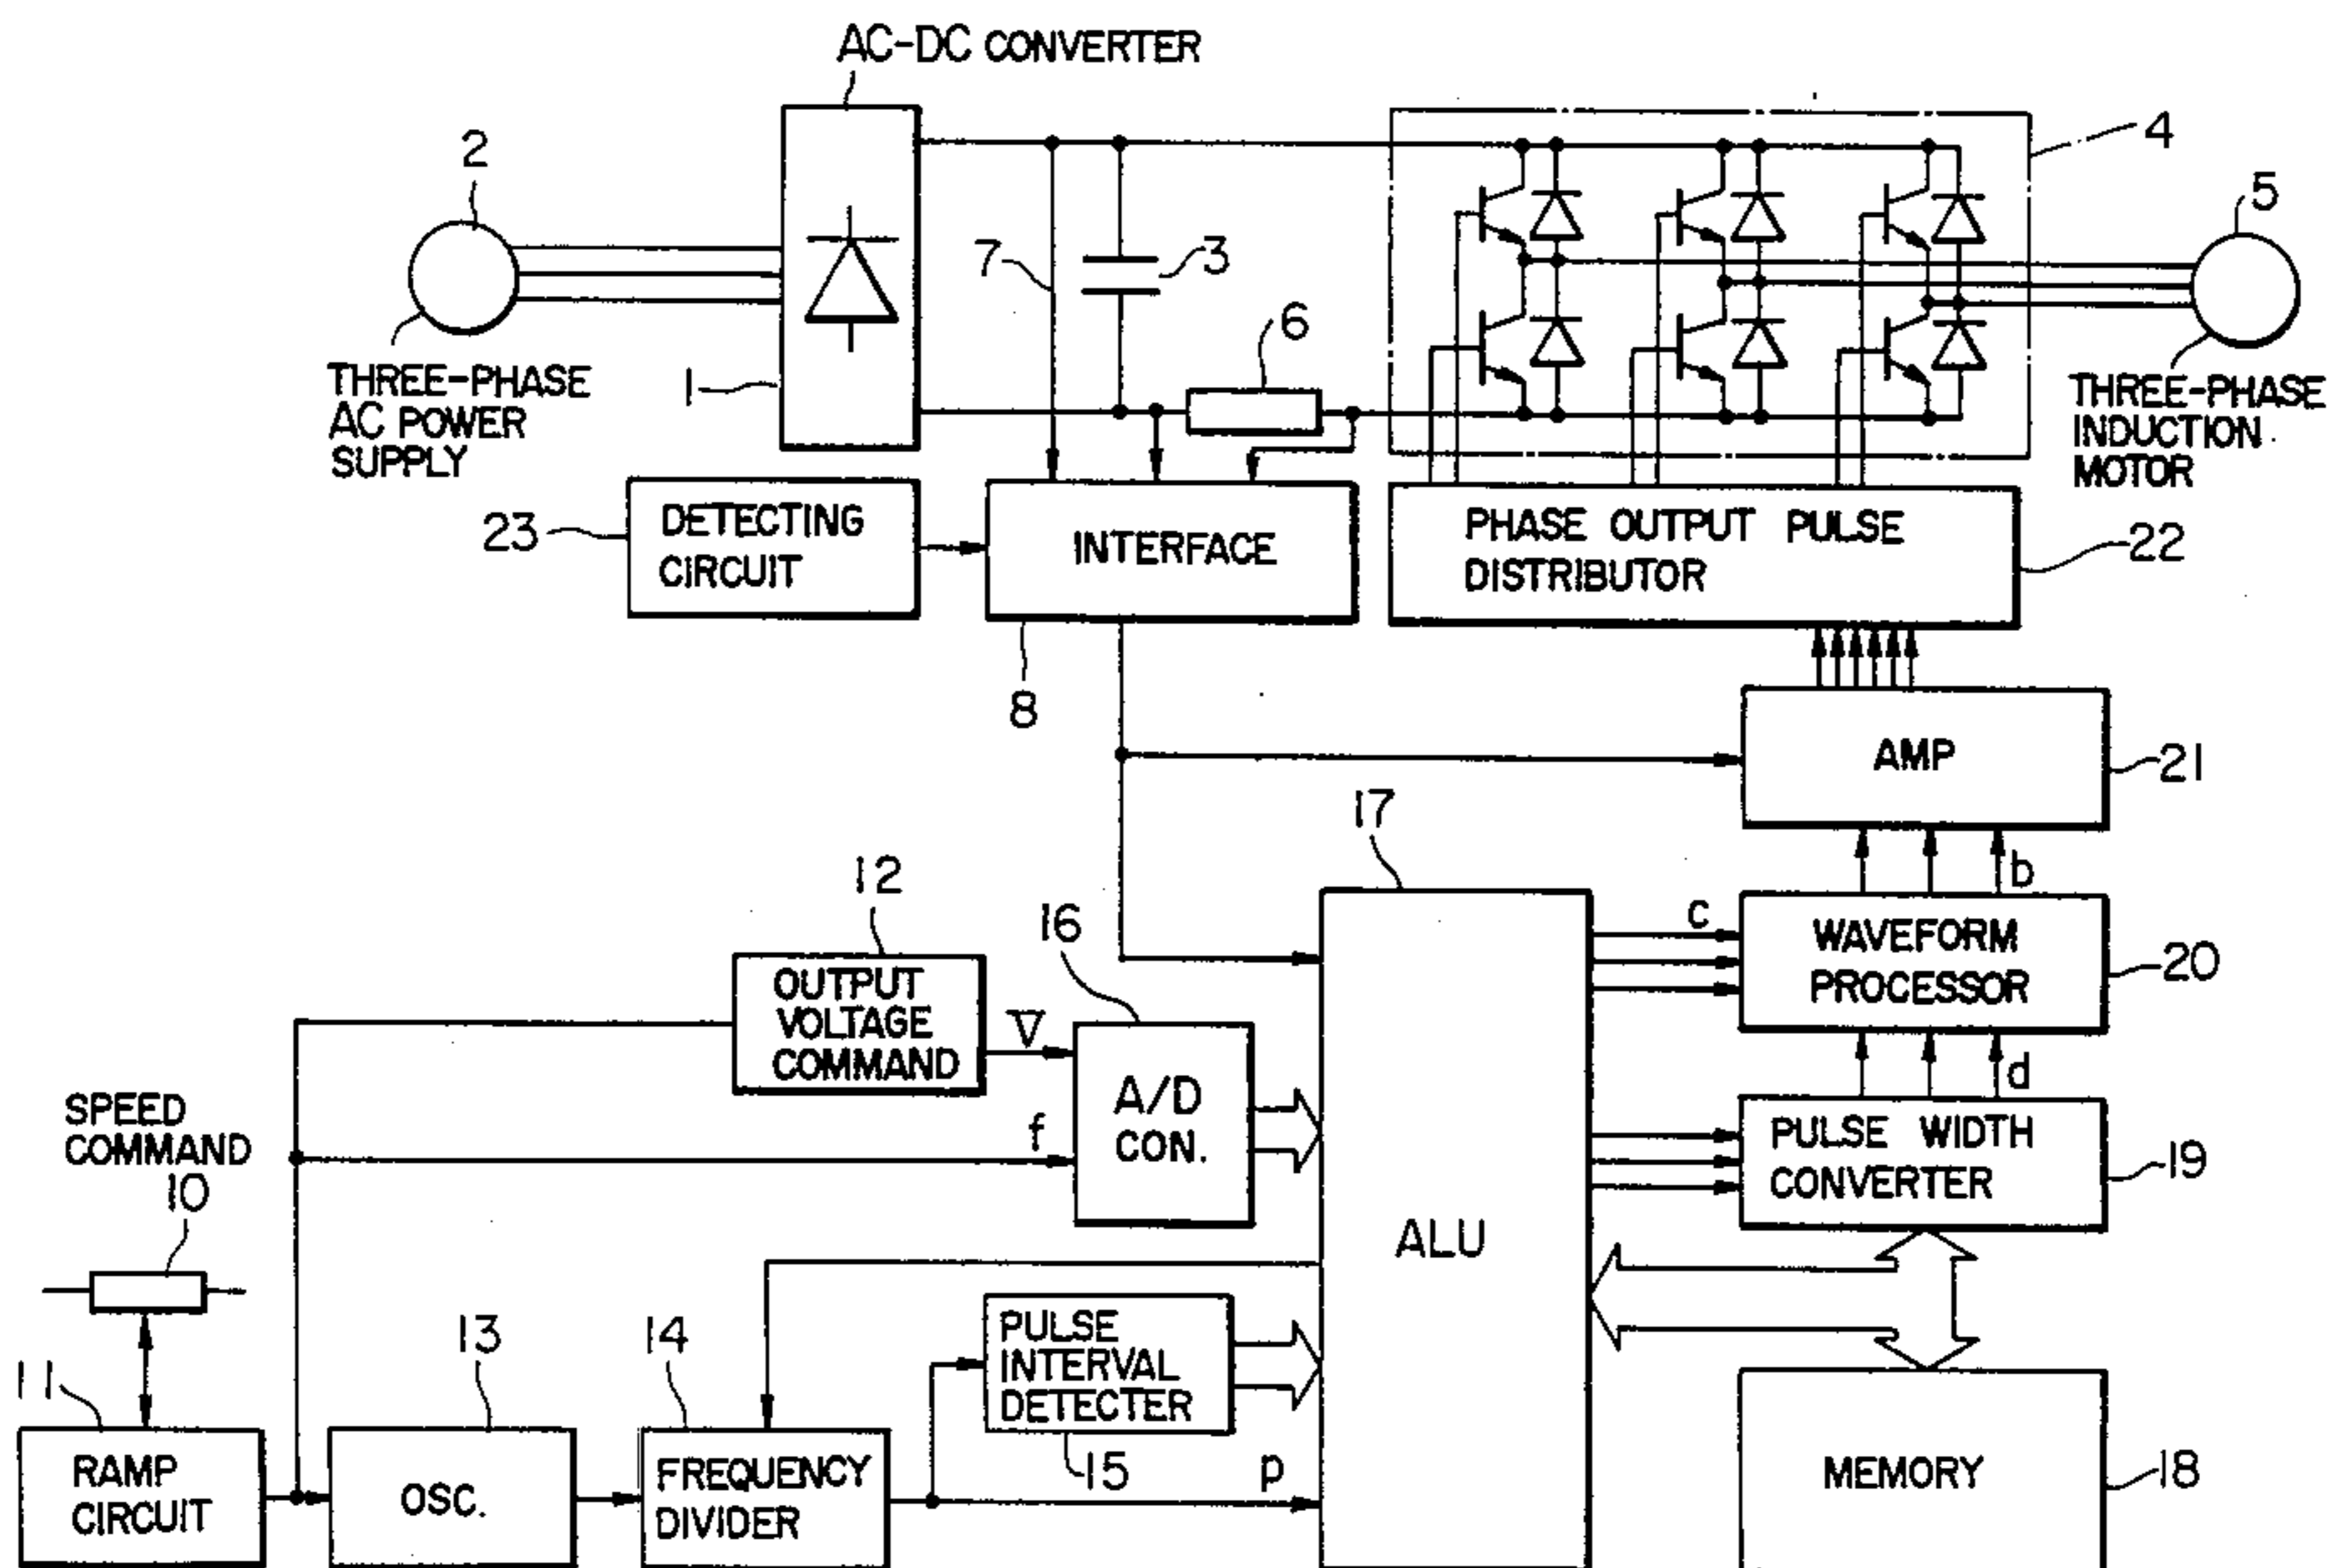 AC-DC CONVERTER
2
4
5
7
3
6
1
THREE-PHASE
AC POWER
SUPPLY
THREE-PHASE
INDUCTION
MOTOR
23
DETECTING
CIRCUIT
INTERFACE
PHASE OUTPUT PULSE
DISTRIBUTOR
22
8
AMP
21
17
12
16
b
c
OUTPUT
VOLTAGE
COMMAND
V
WAVEFORM
PROCESSOR
20
A/D
CON.
d
SPEED
COMMAND
10
f
PULSE WIDTH
CONVERTER
19
ALU
11
13
14
PULSE
INTERVAL
DETECTER
15
p
RAMP
CIRCUIT
OSC.
FREQUENCY
DIVIDER
MEMORY
18